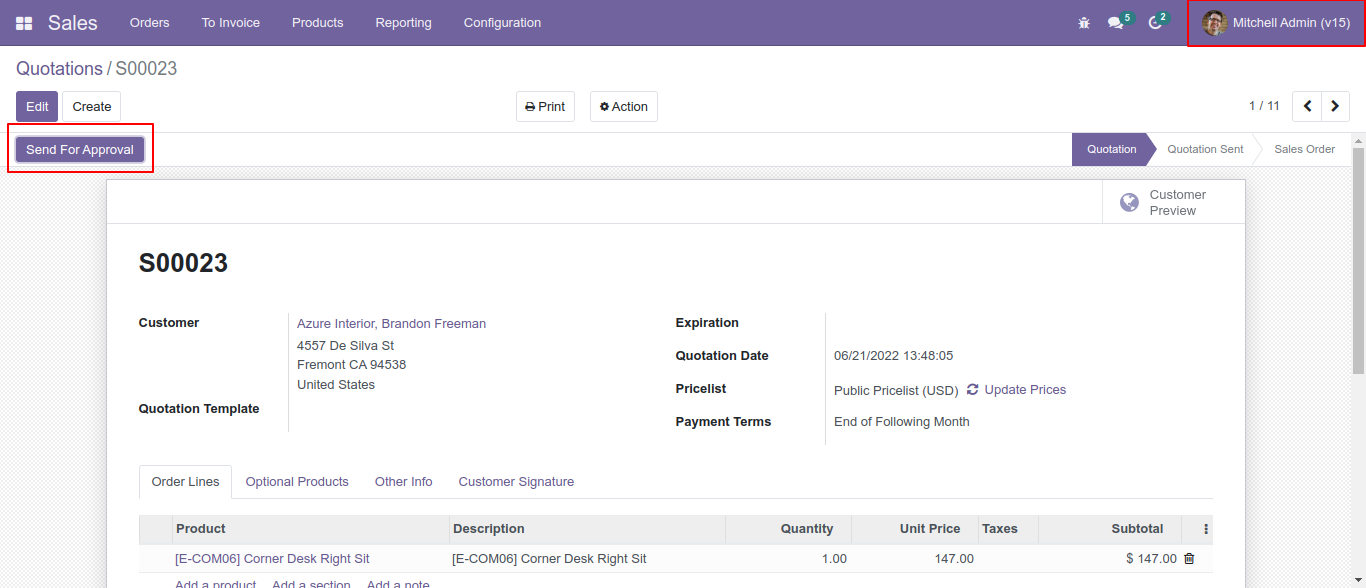 Sales Orders To Invoice Products Reporting Configuration 5 2 Mitchell Admin (v15)
Quotations / S00023
Edit Create Print Action 1 / 11
Send For Approval Quotation Quotation Sent Sales Order
Customer
Preview
S00023
Customer Azure Interior, Brandon Freeman Expiration
4557 De Silva St
Quotation Date 06/21/2022 13:48:05
Fremont CA 94538
United States
Pricelist Public Pricelist (USD) Update Prices
Quotation Template
Payment Terms End of Following Month
Order Lines Optional Products Other Info Customer Signature
Product Description Quantity Unit Price Taxes Subtotal
[E-COM06] Corner Desk Right Sit [E-COM06] Corner Desk Right Sit 1.00 147.00 $ 147.00
Add a product Add a section Add a note